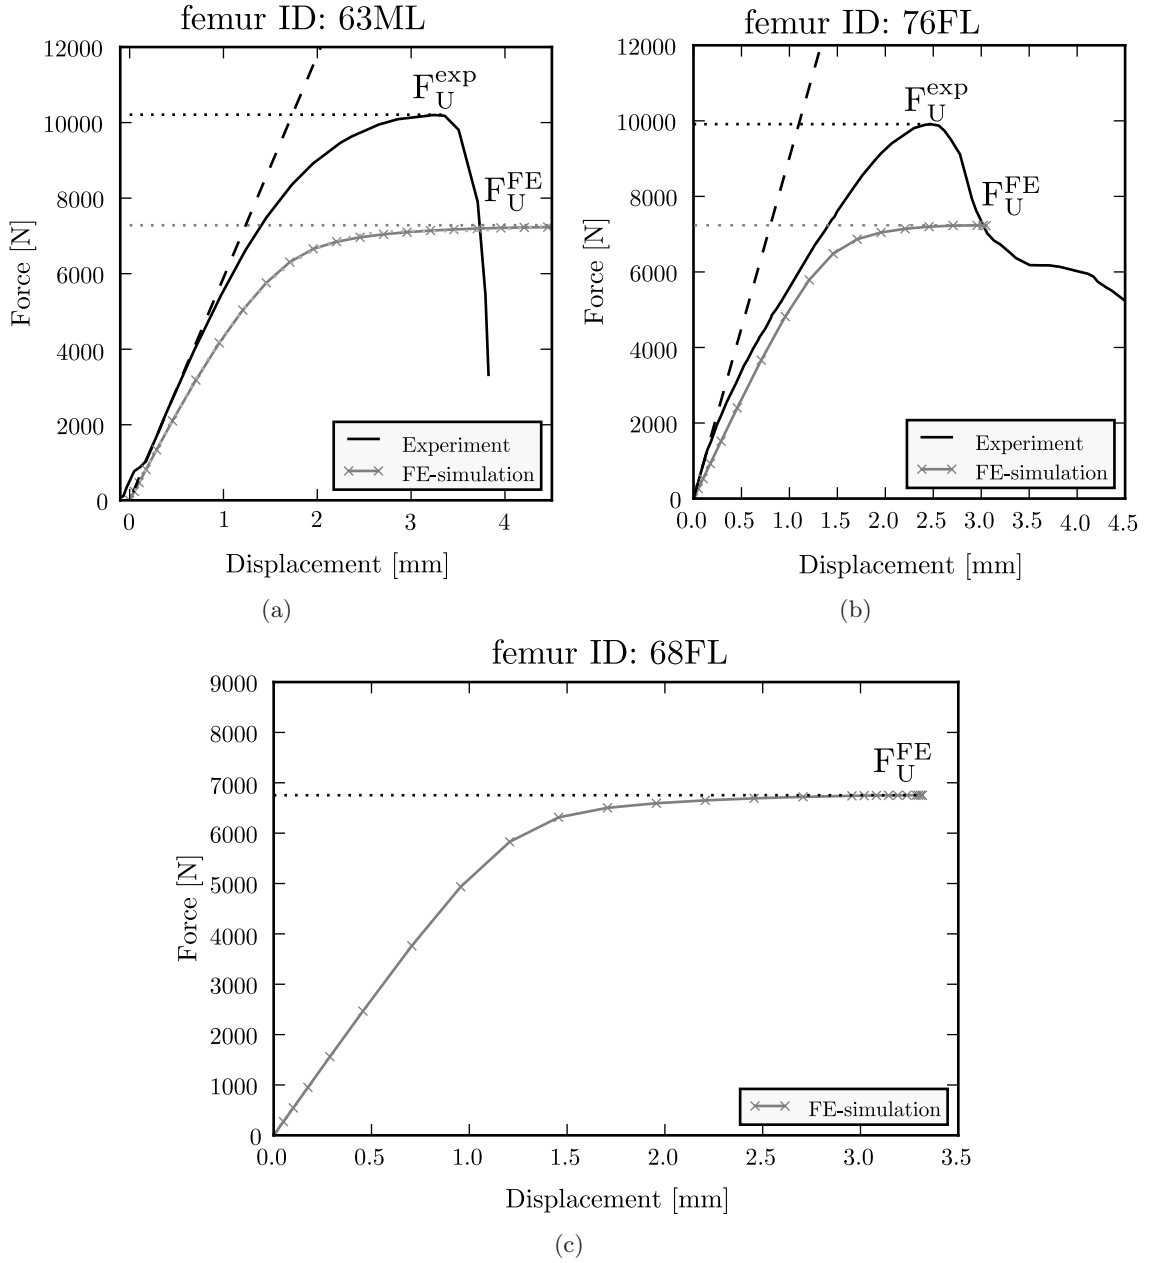 femur ID: 63ML
12000
10000
8000
6000
4000
2000
0
Force [N]
F_U^exp
F_U^FE
Experiment
FE-simulation
0 1 2 3 4
Displacement [mm]
(a)
femur ID: 76FL
12000
10000
8000
6000
4000
2000
0
Force [N]
F_U^exp
F_U^FE
Experiment
FE-simulation
0.0 0.5 1.0 1.5 2.0 2.5 3.0 3.5 4.0 4.5
Displacement [mm]
(b)
femur ID: 68FL
9000
8000
7000
6000
5000
4000
3000
2000
1000
0
Force [N]
F_U^FE
FE-simulation
0.0 0.5 1.0 1.5 2.0 2.5 3.0 3.5
Displacement [mm]
(c)